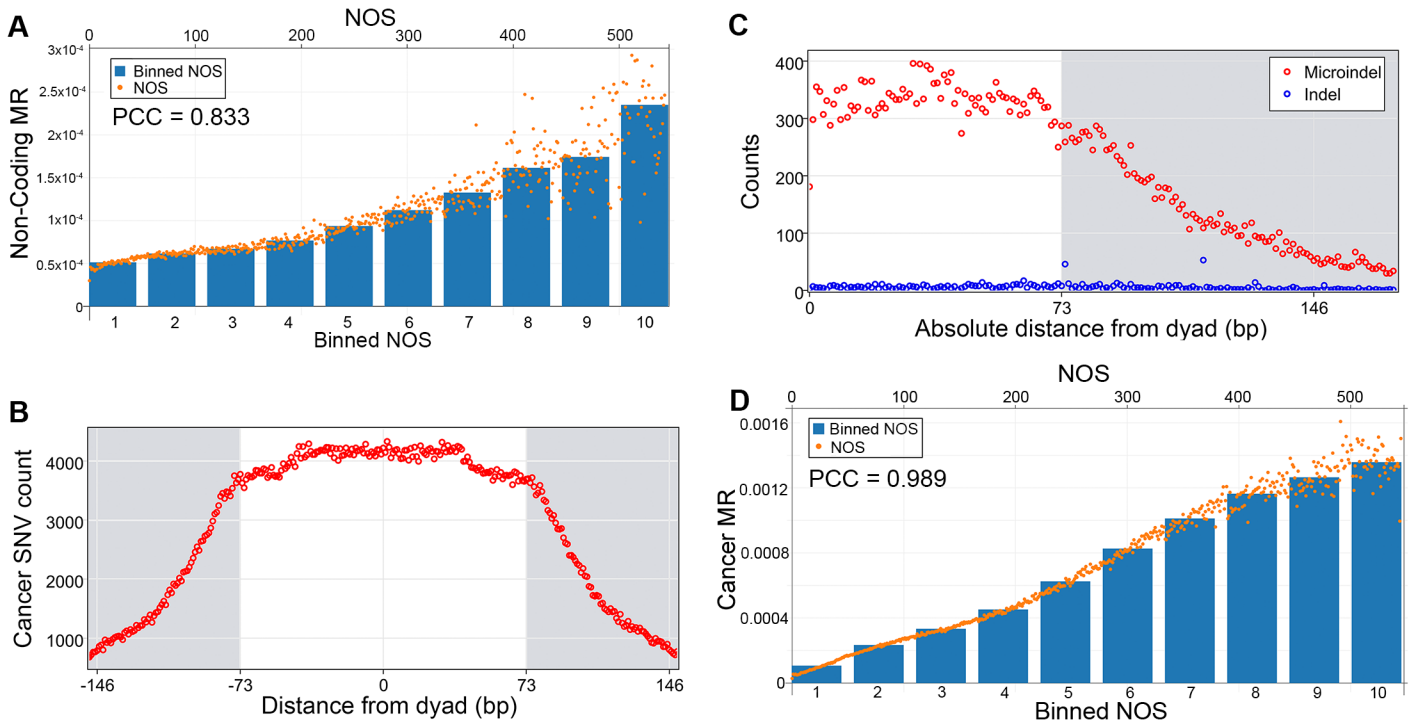 A
NOS
0 100 200 300 400 500
Non-Coding MR
3x10⁻⁴
2.5x10⁻⁴
2x10⁻⁴
1.5x10⁻⁴
1x10⁻⁴
0.5x10⁻⁴
0
Binned NOS
NOS
PCC = 0.833
1 2 3 4 5 6 7 8 9 10
Binned NOS
B
Cancer SNV count
4000
3000
2000
1000
-146 -73 0 73 146
Distance from dyad (bp)
C
Counts
400
300
200
100
0
Microindel
Indel
0 73 146
Absolute distance from dyad (bp)
D
NOS
0 100 200 300 400 500
Cancer MR
0.0016
0.0012
0.0008
0.0004
0
Binned NOS
NOS
PCC = 0.989
1 2 3 4 5 6 7 8 9 10
Binned NOS